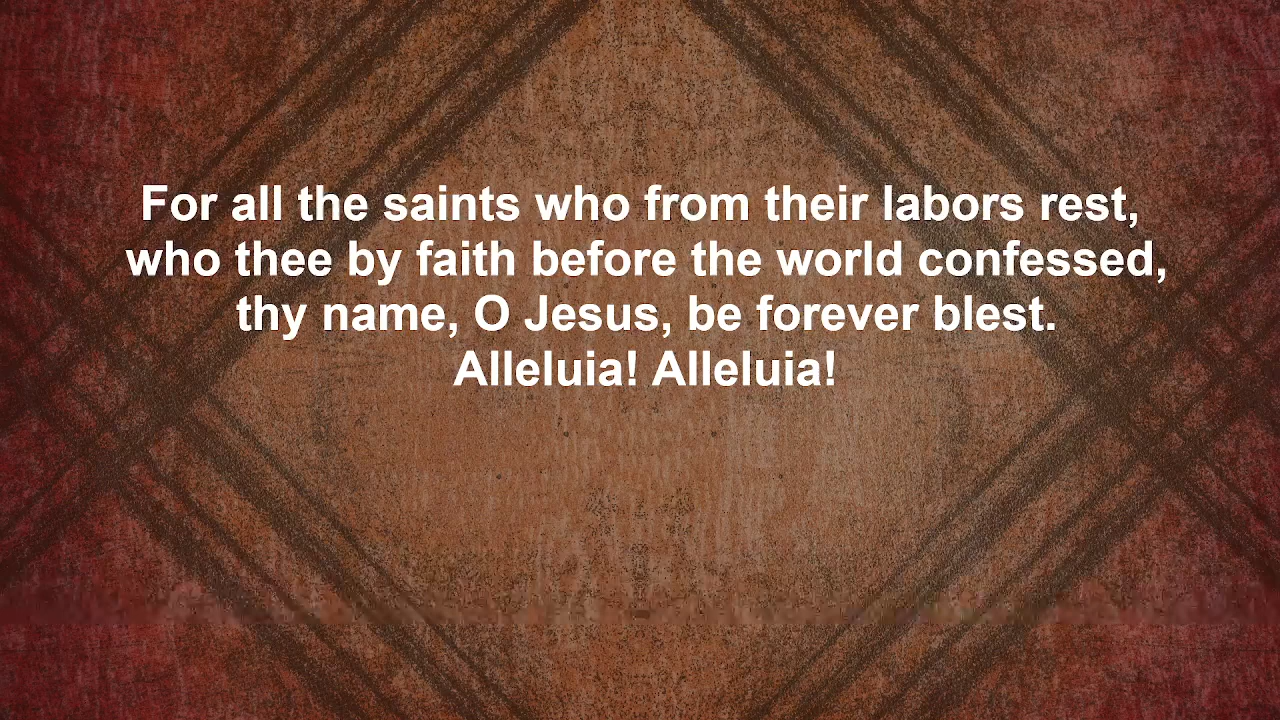 For all the saints who from their labors rest,
who thee by faith before the world confessed,
thy name, O Jesus, be forever blest.
Alleluia! Alleluia!